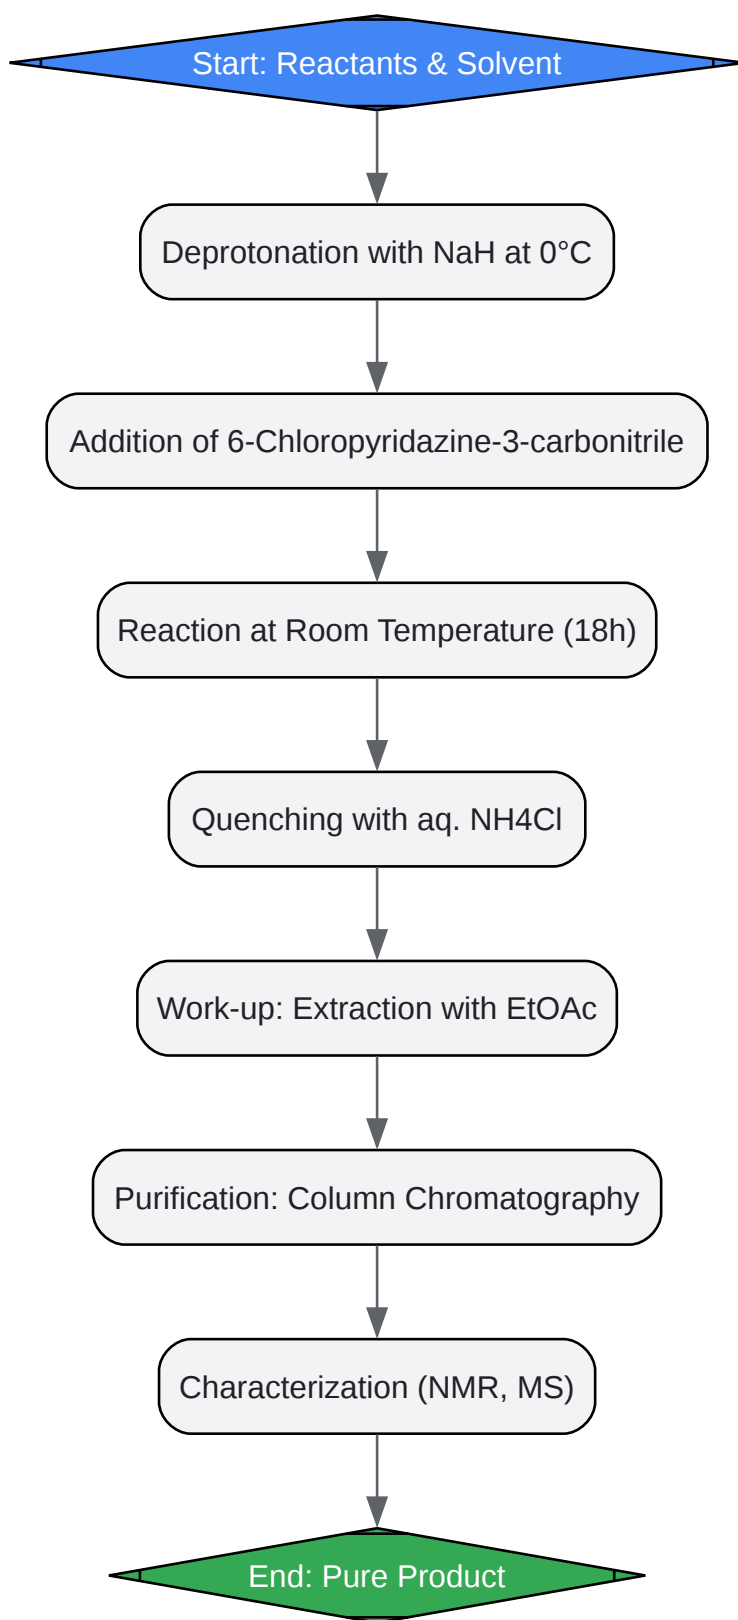 Start: Reactants & Solvent
Deprotonation with NaH at 0°C
Addition of 6-Chloropyridazine-3-carbonitrile
Reaction at Room Temperature (18h)
Quenching with aq. NH4Cl
Work-up: Extraction with EtOAc
Purification: Column Chromatography
Characterization (NMR, MS)
End: Pure Product